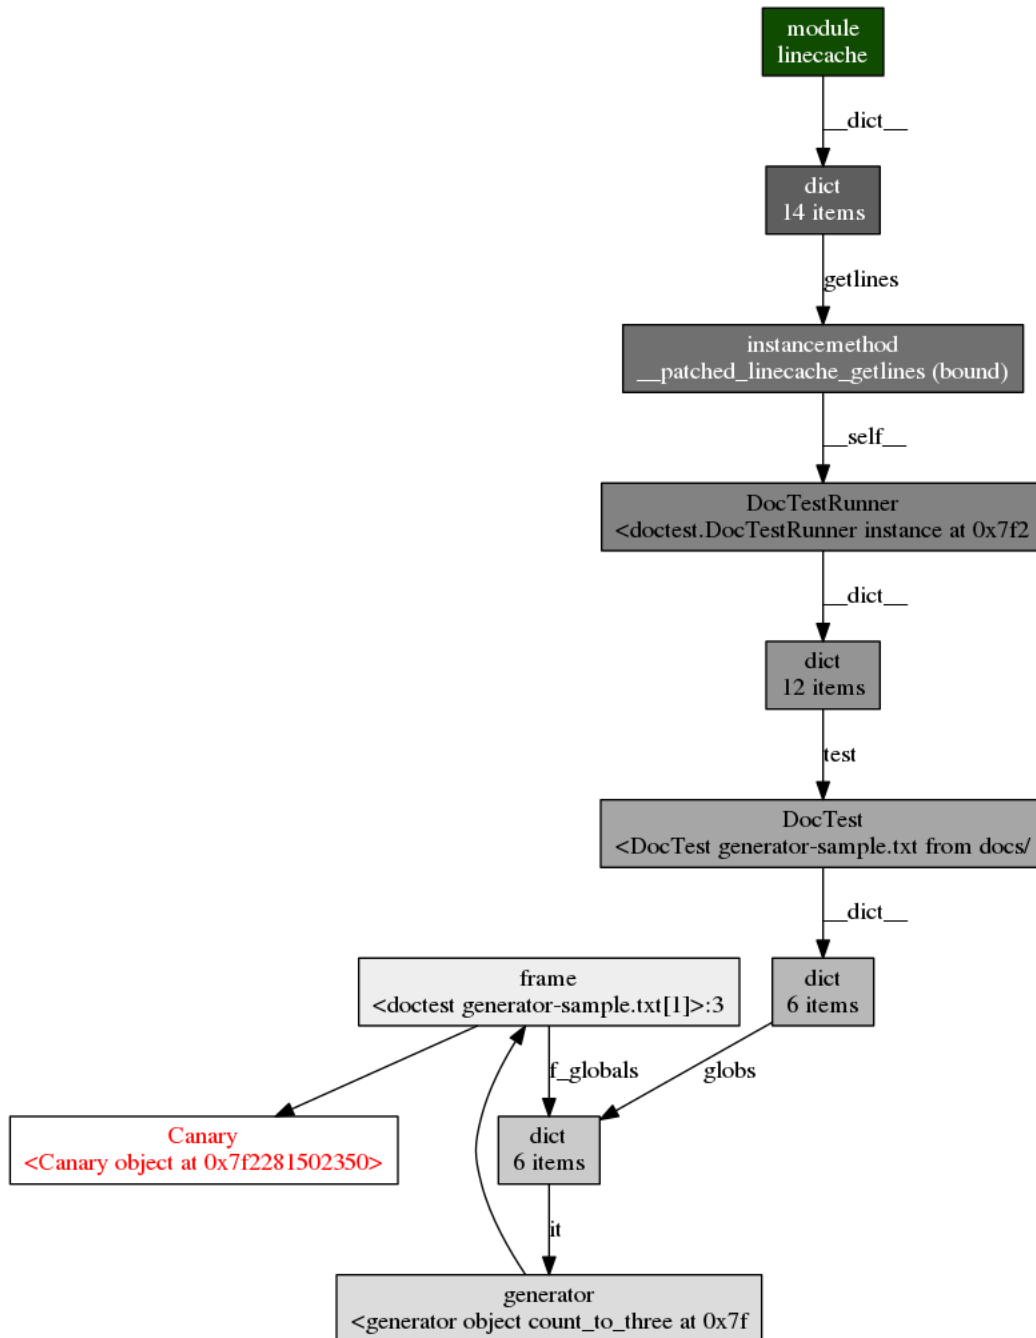 module
linecache
__dict__
dict
14 items
getlines
instancemethod
__patched_linecache_getlines (bound)
__self__
DocTestRunner
<doctest.DocTestRunner instance at 0x7f2
__dict__
dict
12 items
test
DocTest
<DocTest generator-sample.txt from docs/
__dict__
frame
<doctest generator-sample.txt[1]>:3
dict
6 items
f_globals
globs
Canary
<Canary object at 0x7f2281502350>
dict
6 items
it
generator
<generator object count_to_three at 0x7f